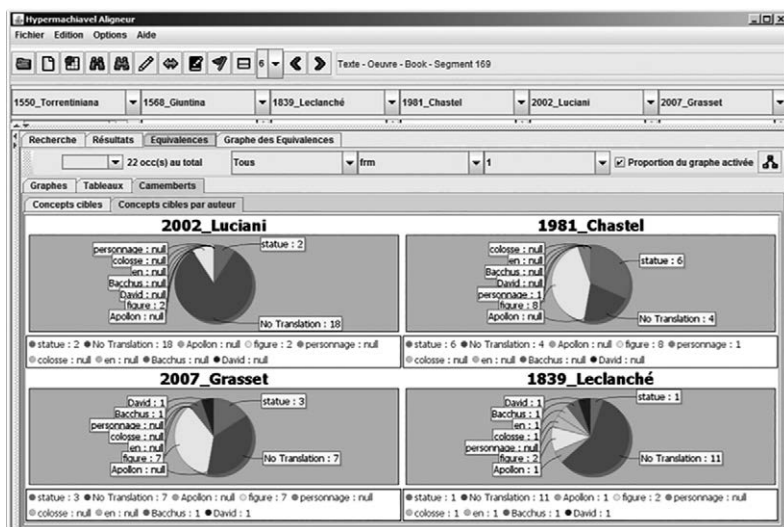 Hypermachiavel Aligneur
Fichier Edition Options Aide
6 Texte - Oeuvre - Book - Segment 169
1550_Torrentiniana 1568_Giuntina 1839_Leclanché 1981_Chastel 2002_Luciani 2007_Grasset
Recherche Résultats Equivalences Graphe des Equivalences
22 occ(s) au total Tous frm 1 Proportion du graphe activée
Graphes Tableaux Camemberts
Concepts cibles Concepts cibles par auteur
2002_Luciani
personnage : null
colosse : null
en : null
Bacchus : null
David : null
figure : 2
Apollon : null
statue : 2
No Translation : 18
statue : 2 No Translation : 18 Apollon : null figure : 2 personnage : null
colosse : null en : null Bacchus : null David : null
1981_Chastel
colosse : null
en : null
Bacchus : null
David : null
personnage : 1
figure : 8
Apollon : null
statue : 6
No Translation : 4
statue : 6 No Translation : 4 Apollon : null figure : 8 personnage : 1
colosse : null en : null Bacchus : null David : null
2007_Grasset
David : 1
Bacchus : 1
personnage : null
colosse : null
en : null
figure : 7
Apollon : null
statue : 3
No Translation : 7
statue : 3 No Translation : 7 Apollon : null figure : 7 personnage : null
colosse : null en : null Bacchus : 1 David : 1
1839_Leclanché
David : 1
Bacchus : 1
en : 1
colosse : 1
personnage : null
figure : 2
Apollon : 1
statue : 1
No Translation : 11
statue : 1 No Translation : 11 Apollon : 1 figure : 2 personnage : null
colosse : 1 en : 1 Bacchus : 1 David : 1